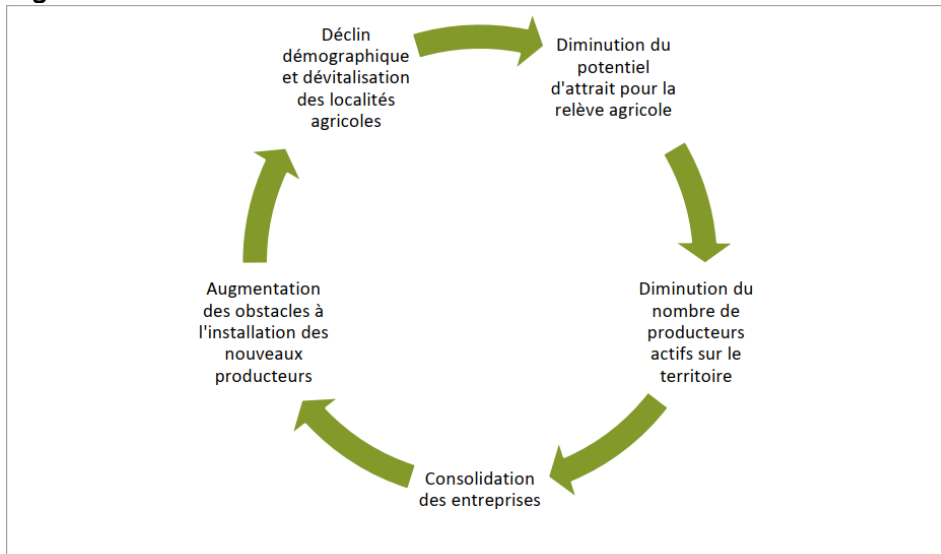 Déclin
démographique
et dévitalisation
des localités
agricoles
Diminution du
potentiel
d'attrait pour la
relève agricole
Diminution du
nombre de
producteurs
actifs sur le
territoire
Consolidation
des entreprises
Augmentation
des obstacles à
l'installation des
nouveaux
producteurs